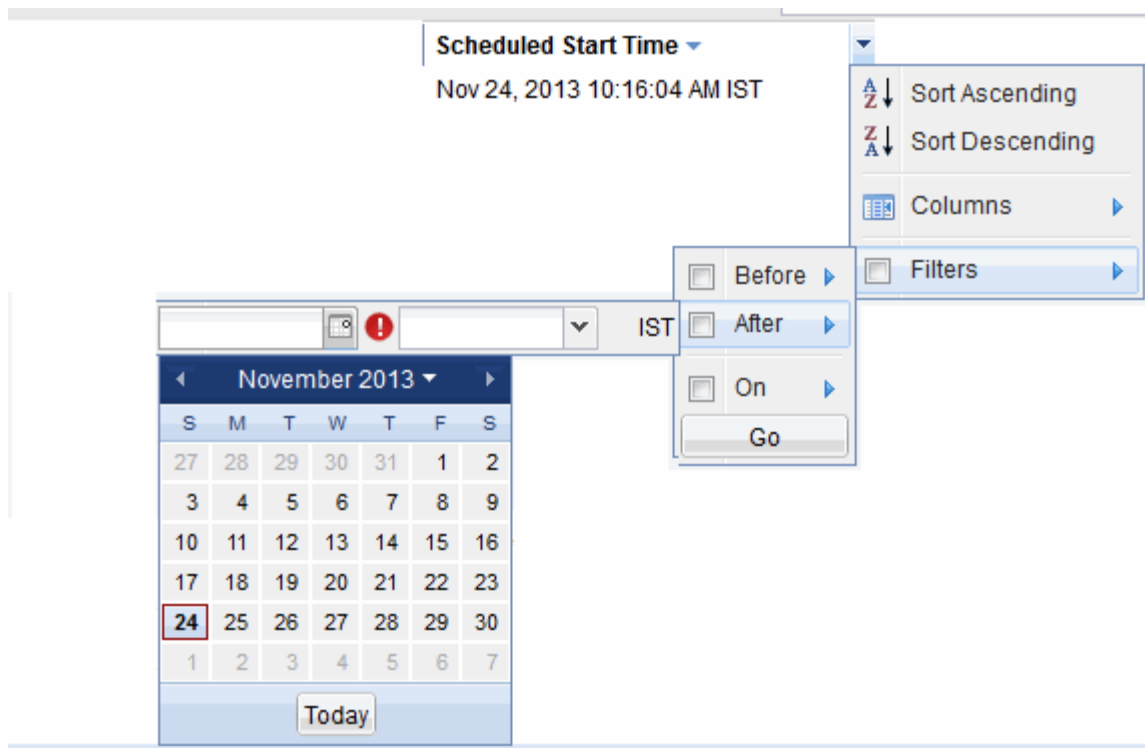 Scheduled Start Time
Nov 24, 2013 10:16:04 AM IST
Sort Ascending
Sort Descending
Columns
Filters
Before
After
On
Go
IST
November 2013
S M T W T F S
27 28 29 30 31 1 2
3 4 5 6 7 8 9
10 11 12 13 14 15 16
17 18 19 20 21 22 23
24 25 26 27 28 29 30
1 2 3 4 5 6 7
Today